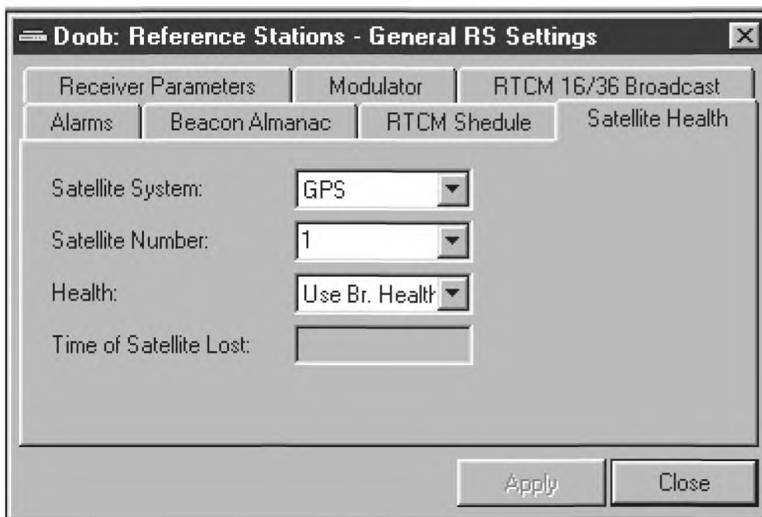 Doob: Reference Stations - General RS Settings
Receiver Parameters
Modulator
RTCM 16/36 Broadcast
Alarms
Beacon Almanac
RTCM Shedule
Satellite Health
Satellite System: GPS
Satellite Number: 1
Health: Use Br. Health
Time of Satellite Lost:
Apply
Close